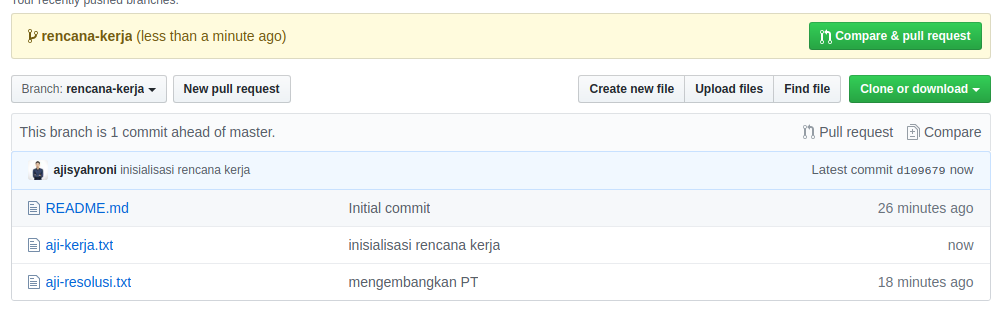 Your recently pushed branches:
rencana-kerja (less than a minute ago)
Compare & pull request
Branch: rencana-kerja
New pull request
Create new file
Upload files
Find file
Clone or download
This branch is 1 commit ahead of master.
Pull request
Compare
ajisyahroni inisialisasi rencana kerja
Latest commit d109679 now
README.md
Initial commit
26 minutes ago
aji-kerja.txt
inisialisasi rencana kerja
now
aji-resolusi.txt
mengembangkan PT
18 minutes ago